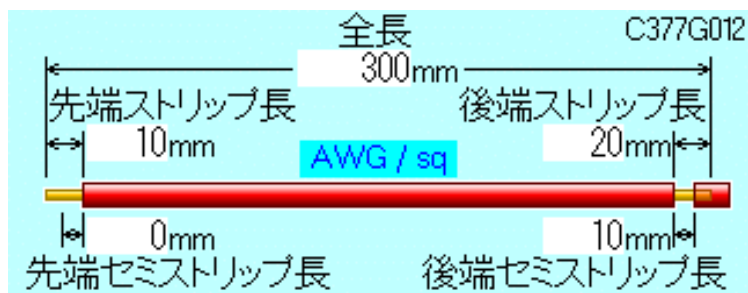 全長 C377G012
300mm
先端ストリップ長 後端ストリップ長
10mm AWG / sq 20mm
0mm 10mm
先端セミストリップ長 後端セミストリップ長